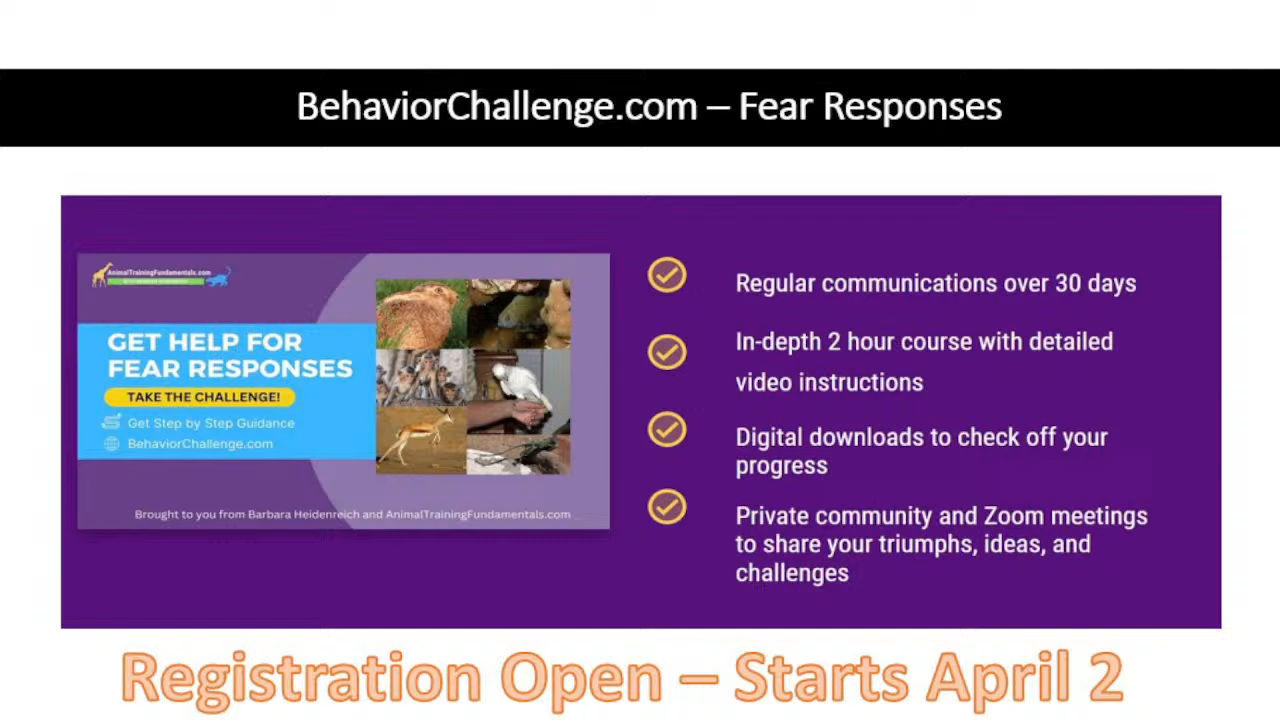 BehaviorChallenge.com – Fear Responses
AnimalTrainingFundamentals.com
GET HELP FOR
FEAR RESPONSES
TAKE THE CHALLENGE!
Get Step by Step Guidance
BehaviorChallenge.com
Brought to you from Barbara Heidenreich and AnimalTrainingFundamentals.com
Regular communications over 30 days
In-depth 2 hour course with detailed
video instructions
Digital downloads to check off your
progress
Private community and Zoom meetings
to share your triumphs, ideas, and
challenges
Registration Open – Starts April 2